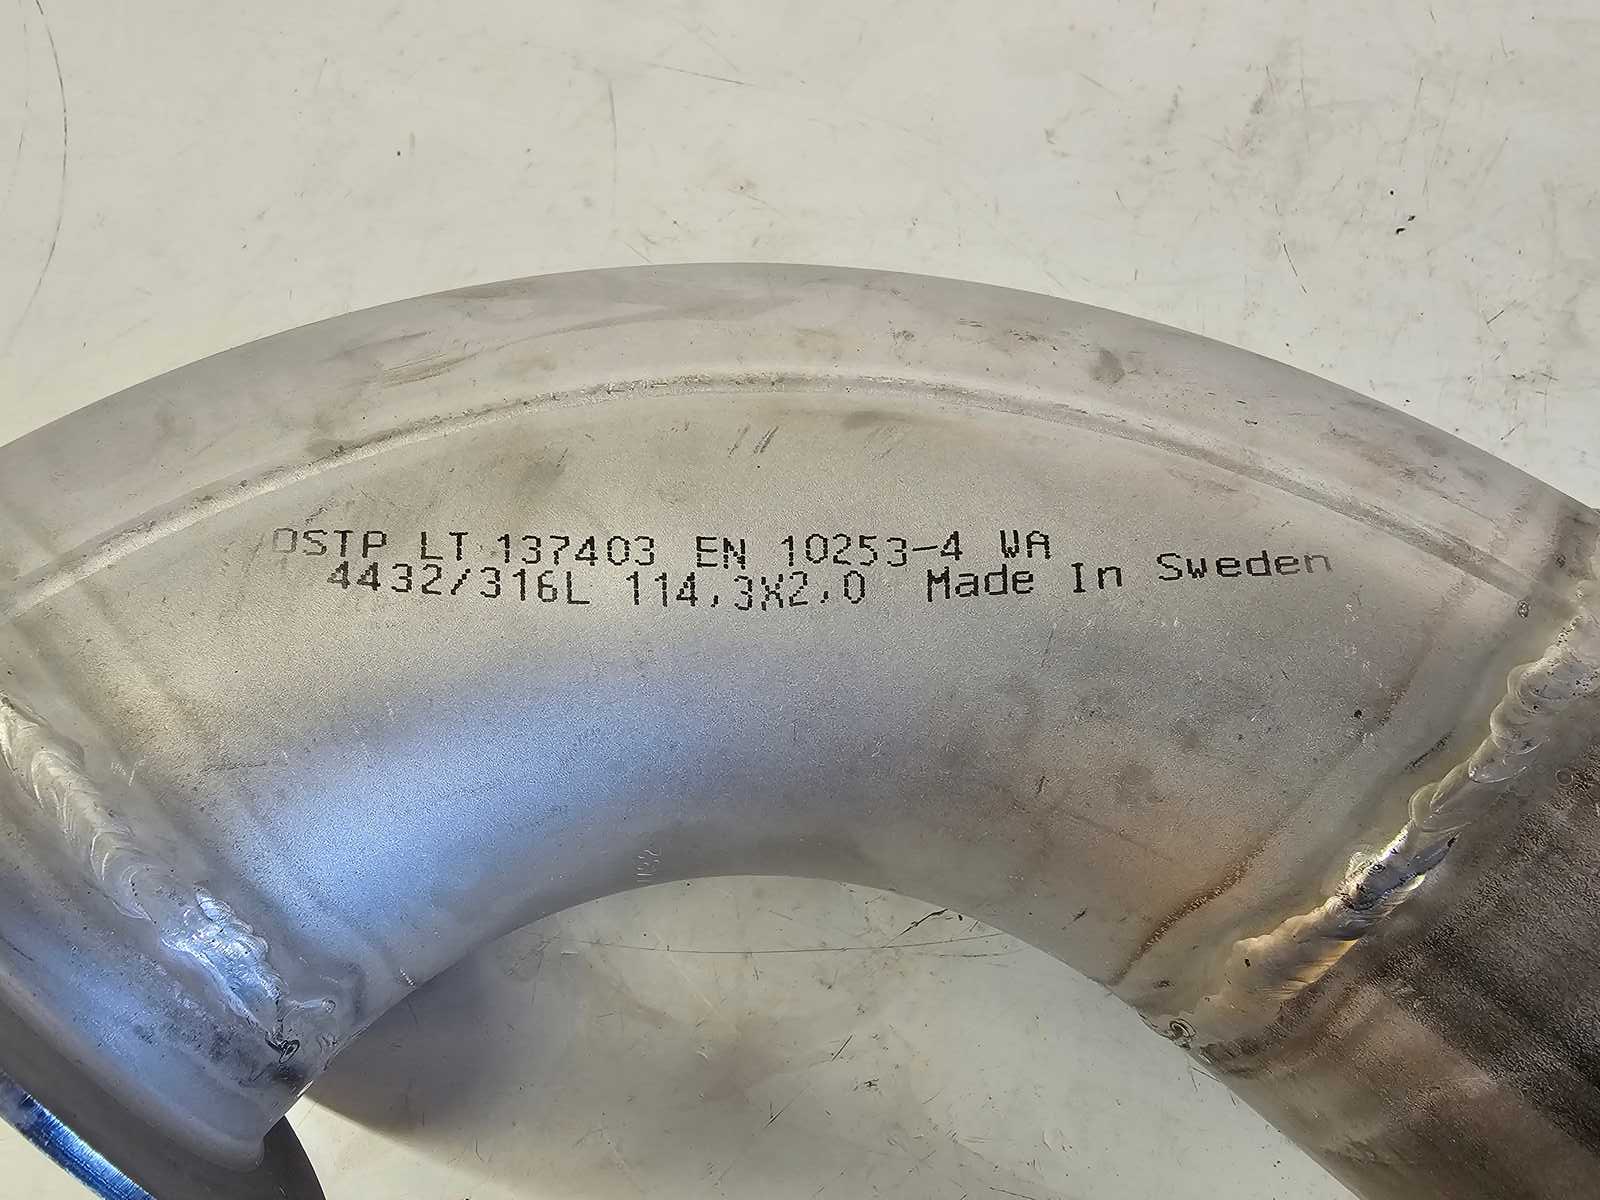 OSTP LT 137403 EN 10253-4 WA
4432/316L 114,3X2,0 Made In Sweden